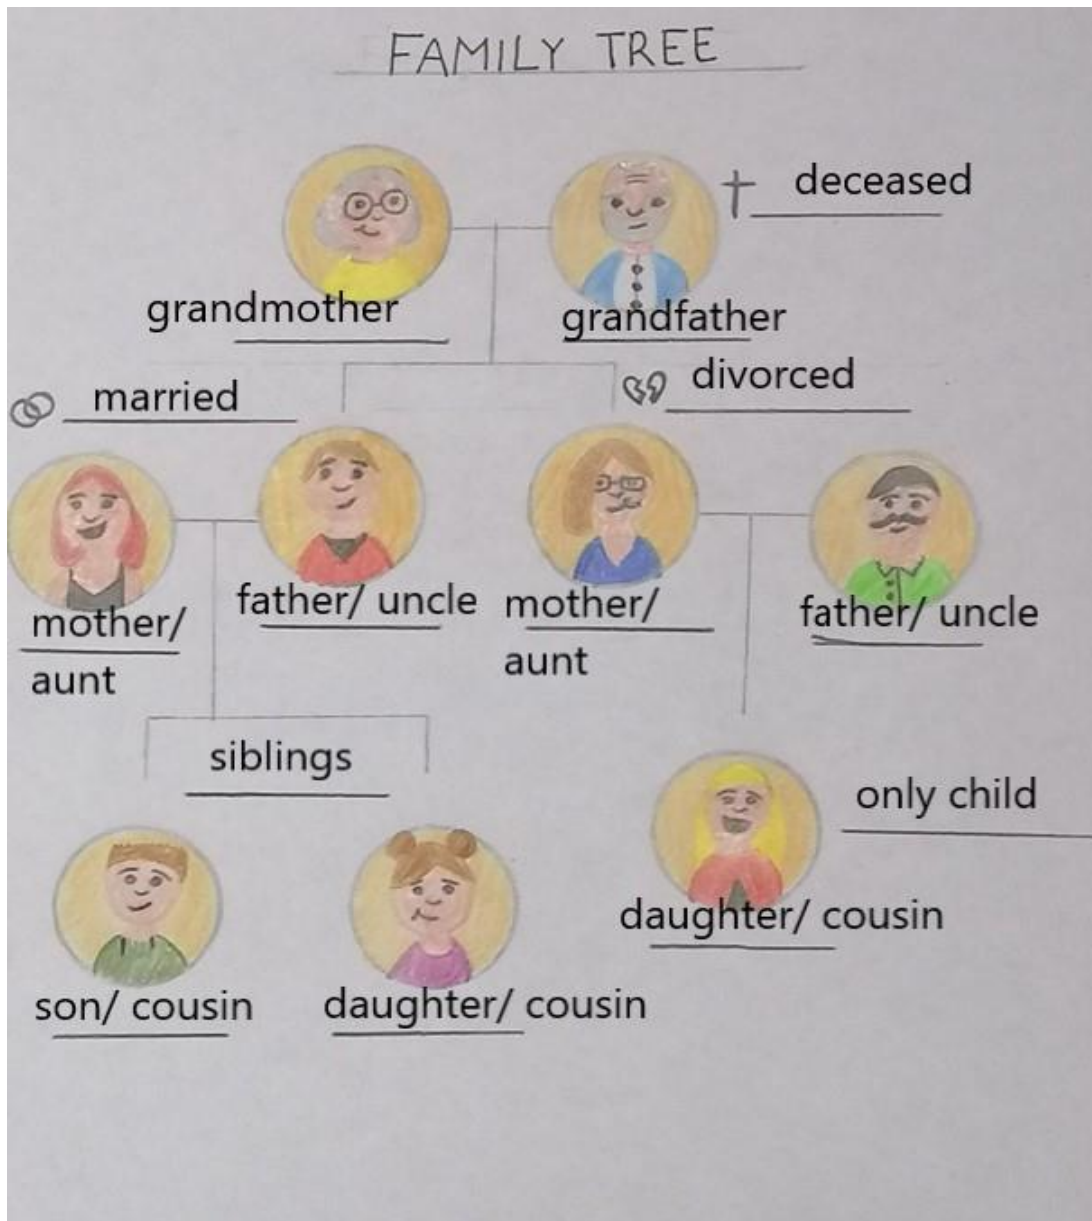 FAMILY TREE
deceased
grandmother
grandfather
married
divorced
mother/
aunt
father/ uncle
mother/
aunt
father/ uncle
siblings
only child
daughter/ cousin
son/ cousin
daughter/ cousin